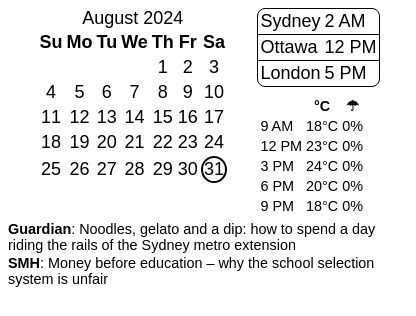 August 2024
Su Mo Tu We Th Fr Sa
1 2 3
4 5 6 7 8 9 10
11 12 13 14 15 16 17
18 19 20 21 22 23 24
25 26 27 28 29 30 31
Sydney 2 AM
Ottawa 12 PM
London 5 PM
°C ☂
9 AM 18°C 0%
12 PM 23°C 0%
3 PM 24°C 0%
6 PM 20°C 0%
9 PM 18°C 0%
Guardian: Noodles, gelato and a dip: how to spend a day
riding the rails of the Sydney metro extension
SMH: Money before education – why the school selection
system is unfair